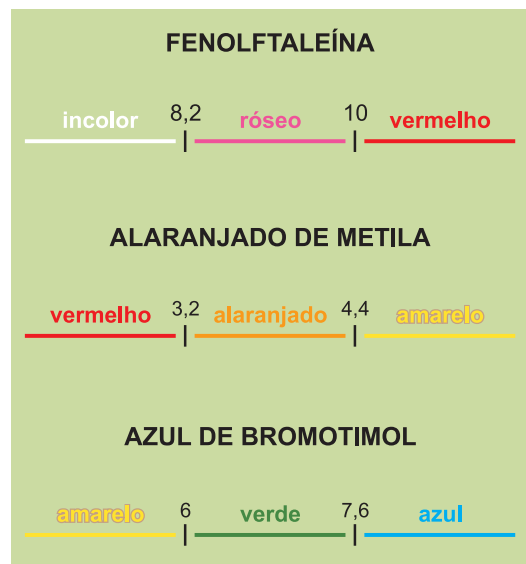 FENOLFTALEÍNA
incolor 8,2 róseo 10 vermelho
ALARANJADO DE METILA
vermelho 3,2 alaranjado 4,4 amarelo
AZUL DE BROMOTIMOL
amarelo 6 verde 7,6 azul